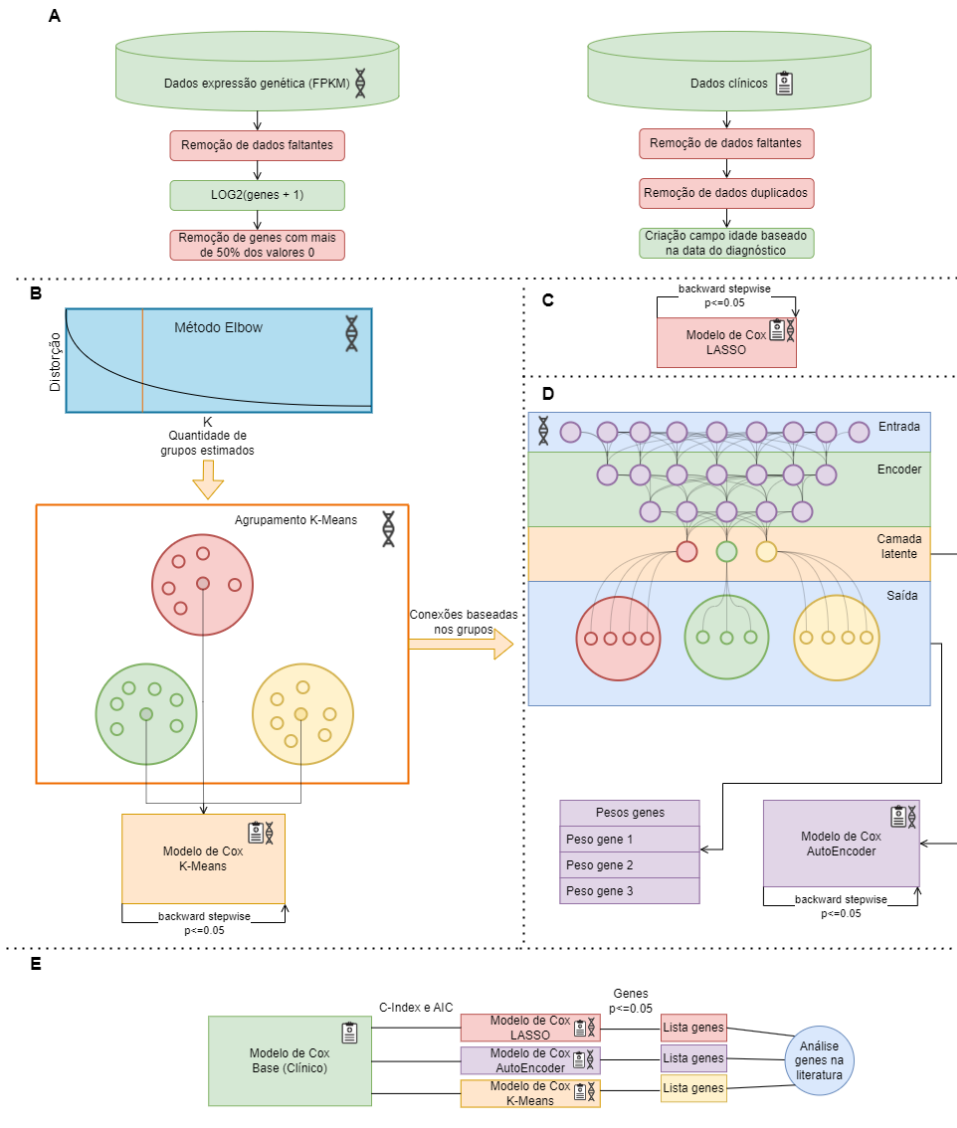 A
Dados expressão genética (FPKM)
Remoção de dados faltantes
LOG2(genes + 1)
Remoção de genes com mais
de 50% dos valores 0
Dados clínicos
Remoção de dados faltantes
Remoção de dados duplicados
Criação campo idade baseado
na data do diagnóstico
B
Método Elbow
Distorção
K
Quantidade de
grupos estimados
Agrupamento K-Means
Conexões baseadas
nos grupos
Modelo de Cox
K-Means
backward stepwise
p<=0.05
C
backward stepwise
p<=0.05
Modelo de Cox
LASSO
D
Entrada
Encoder
Camada
latente
Saída
Pesos genes
Peso gene 1
Peso gene 2
Peso gene 3
Modelo de Cox
AutoEncoder
backward stepwise
p<=0.05
E
Modelo de Cox
Base (Clínico)
C-Index e AIC
Modelo de Cox
LASSO
Modelo de Cox
AutoEncoder
Modelo de Cox
K-Means
Genes
p<=0.05
Lista genes
Lista genes
Lista genes
Análise
genes na
literatura